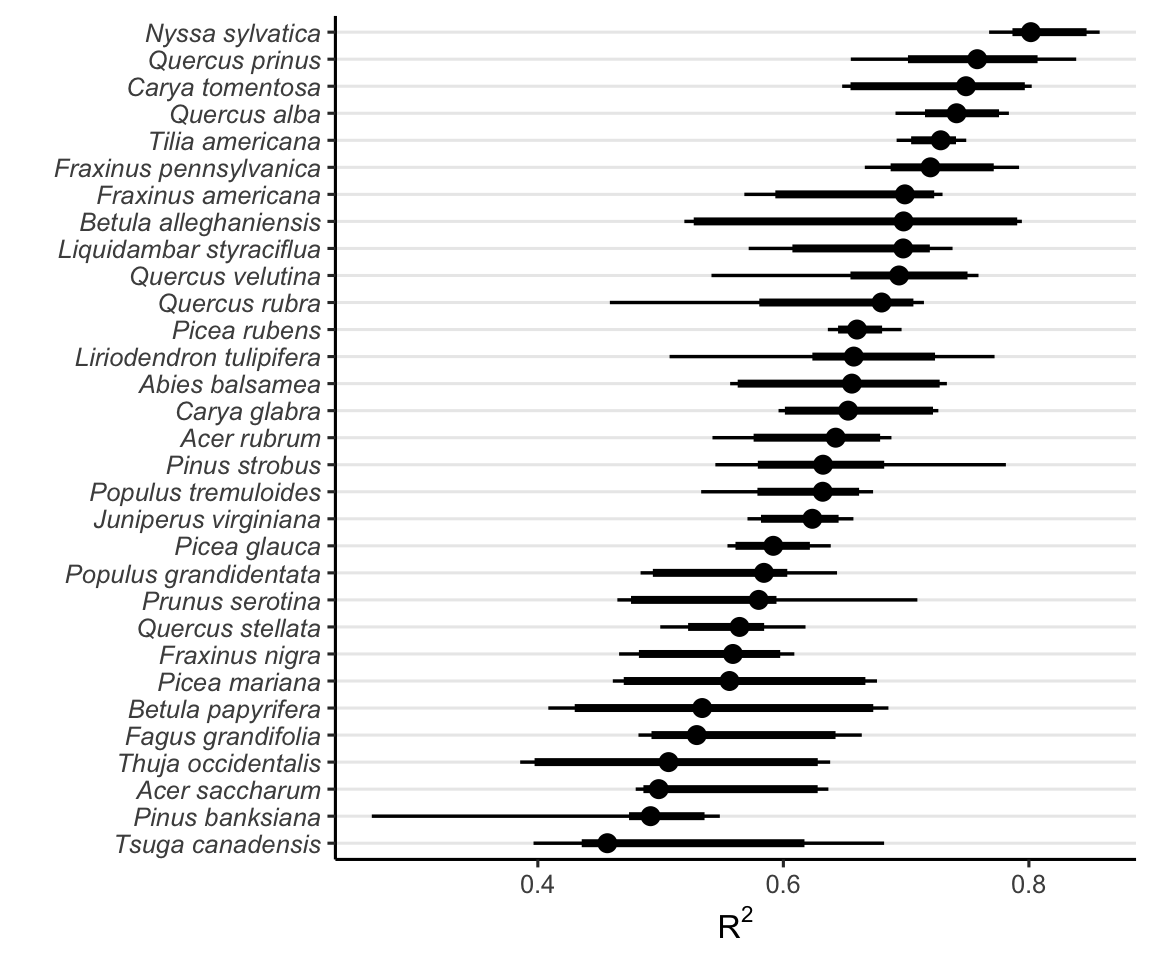 Nyssa sylvatica
Quercus prinus
Carya tomentosa
Quercus alba
Tilia americana
Fraxinus pennsylvanica
Fraxinus americana
Betula alleghaniensis
Liquidambar styraciflua
Quercus velutina
Quercus rubra
Picea rubens
Liriodendron tulipifera
Abies balsamea
Carya glabra
Acer rubrum
Pinus strobus
Populus tremuloides
Juniperus virginiana
Picea glauca
Populus grandidentata
Prunus serotina
Quercus stellata
Fraxinus nigra
Picea mariana
Betula papyrifera
Fagus grandifolia
Thuja occidentalis
Acer saccharum
Pinus banksiana
Tsuga canadensis
0.4 0.6 0.8
R²